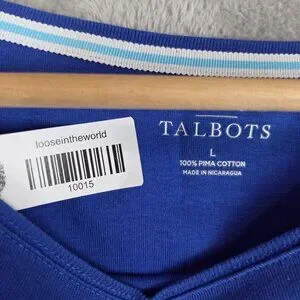 looseintheworld
10015
TALBOTS
L
100% PIMA COTTON
MADE IN NICARAGUA